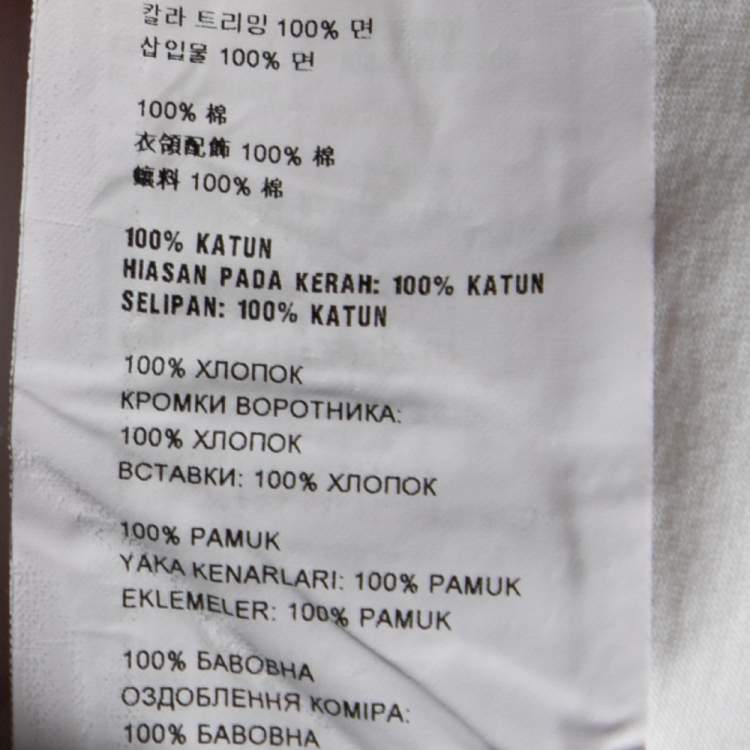 칼라 트리밍 100% 면
삽입물 100% 면
100% 棉
衣領配飾 100% 棉
鑲料 100% 棉
100% KATUN
HIASAN PADA KERAH: 100% KATUN
SELIPAN: 100% KATUN
100% ХЛОПОК
КРОМКИ ВОРОТНИКА:
100% ХЛОПОК
ВСТАВКИ: 100% ХЛОПОК
100% PAMUK
YAKA KENARLARI: 100% PAMUK
EKLEMELER: 100% PAMUK
100% БАВОВНА
ОЗДОБЛЕННЯ КОМІРА:
100% БАВОВНА